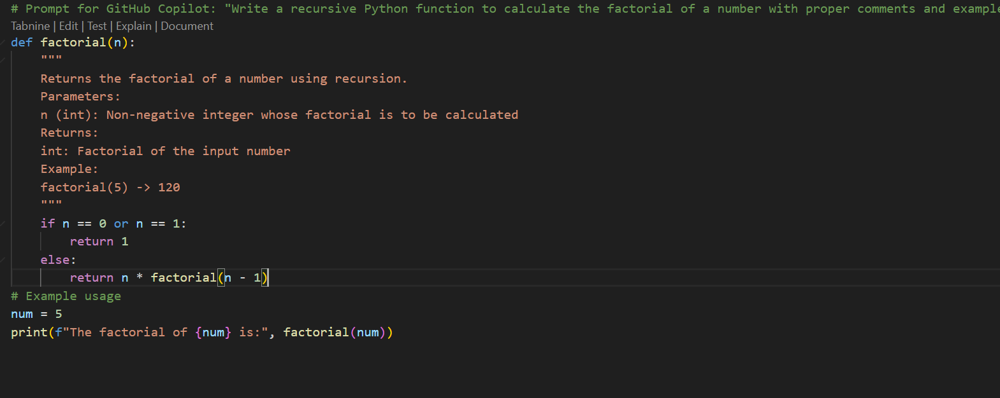 # Prompt for GitHub Copilot: "Write a recursive Python function to calculate the factorial of a number with proper comments and example
Tabnine | Edit | Test | Explain | Document
def factorial(n):
    """
    Returns the factorial of a number using recursion.
    Parameters:
    n (int): Non-negative integer whose factorial is to be calculated
    Returns:
    int: Factorial of the input number
    Example:
    factorial(5) -> 120
    """
    if n == 0 or n == 1:
        return 1
    else:
        return n * factorial(n - 1)
# Example usage
num = 5
print(f"The factorial of {num} is:", factorial(num))